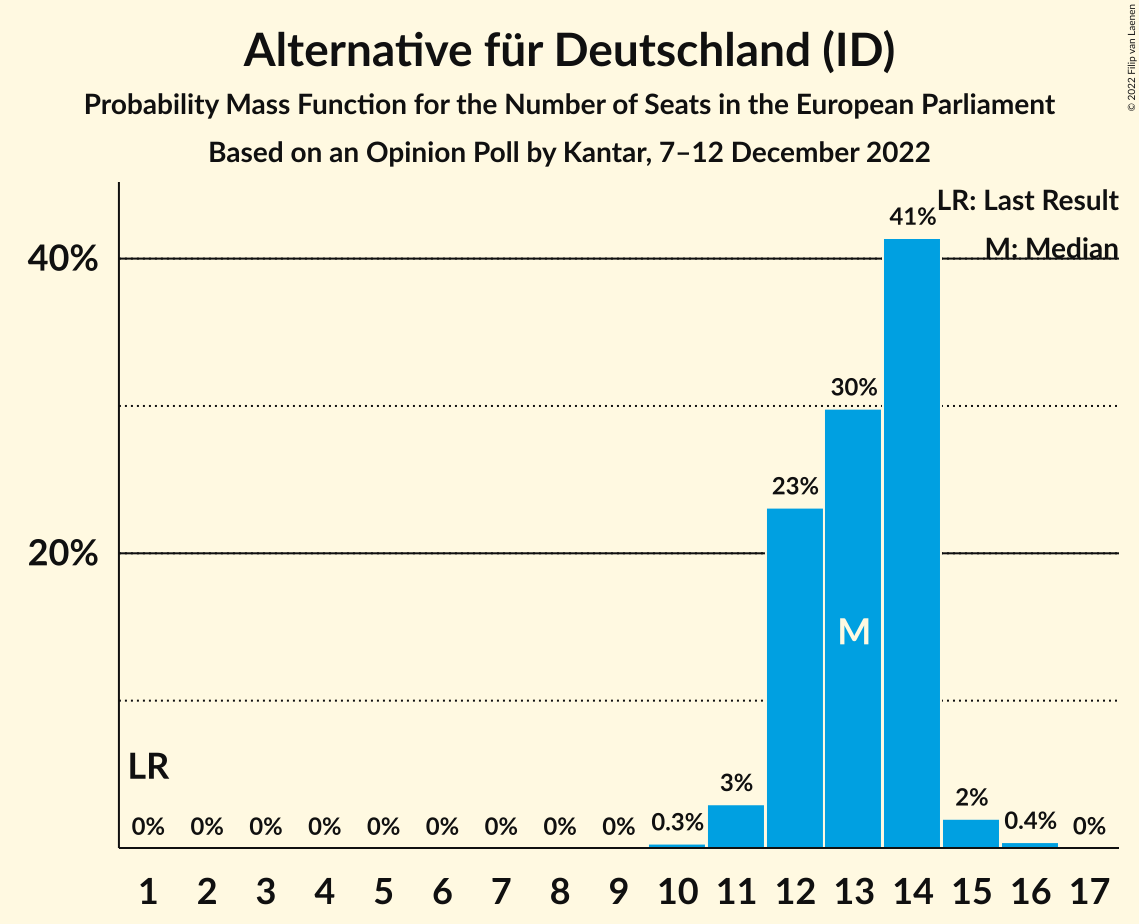 Alternative für Deutschland (ID)
Probability Mass Function for the Number of Seats in the European Parliament
Based on an Opinion Poll by Kantar, 7–12 December 2022
© 2022 Filip van Laenen
LR: Last Result
M: Median
40%
20%
41%
30%
23%
M
LR
0% 0% 0% 0% 0% 0% 0% 0% 0% 0.3% 3% 2% 0.4% 0%
1 2 3 4 5 6 7 8 9 10 11 12 13 14 15 16 17